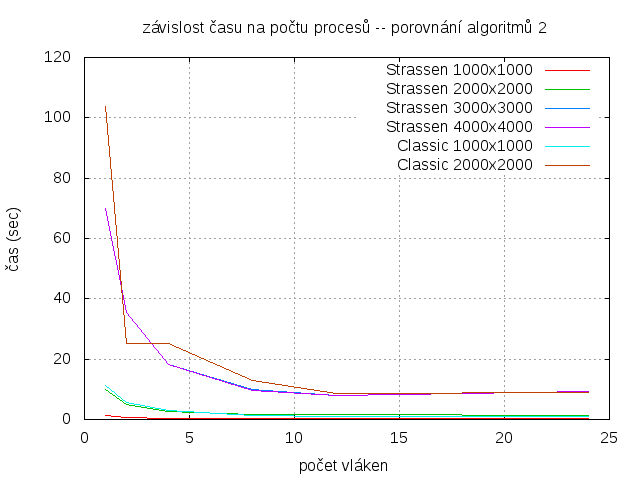 závislost času na počtu procesů -- porovnání algoritmů 2
120
100
80
60
40
20
0
čas (sec)
Strassen 1000x1000
Strassen 2000x2000
Strassen 3000x3000
Strassen 4000x4000
Classic 1000x1000
Classic 2000x2000
0 5 10 15 20 25
počet vláken